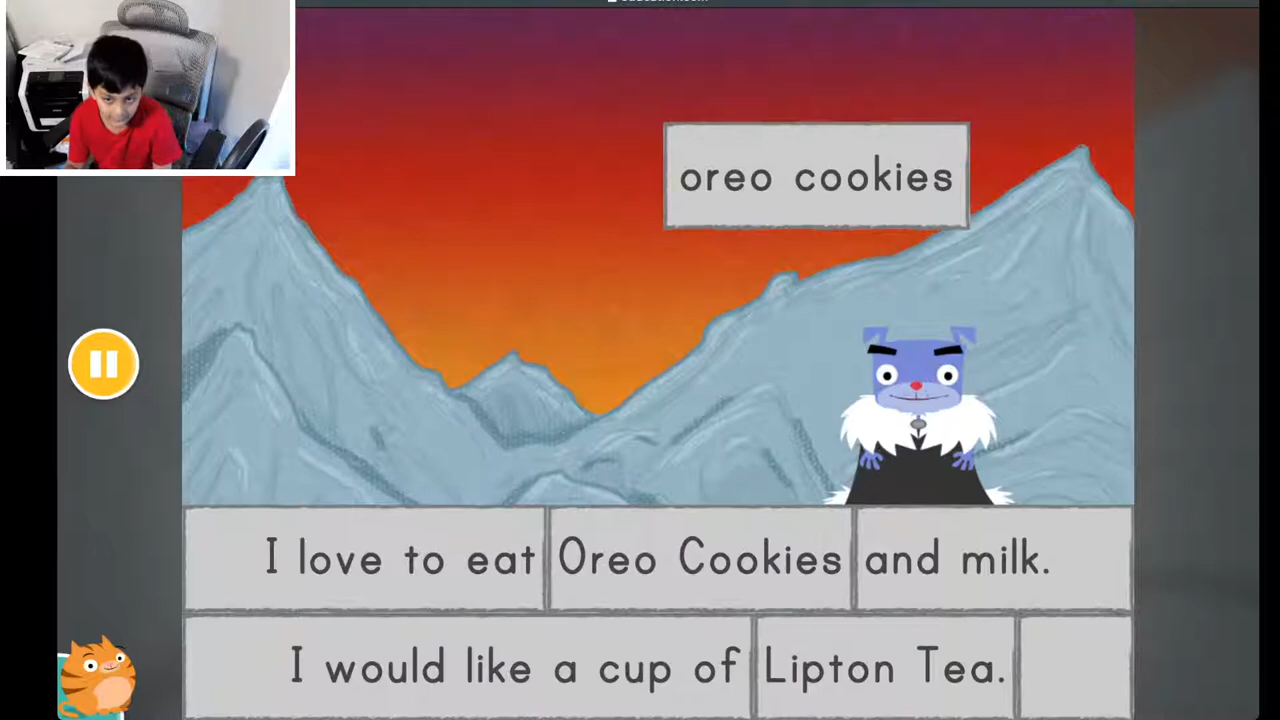 oreo cookies
I love to eat Oreo Cookies and milk.
I would like a cup of Lipton Tea.